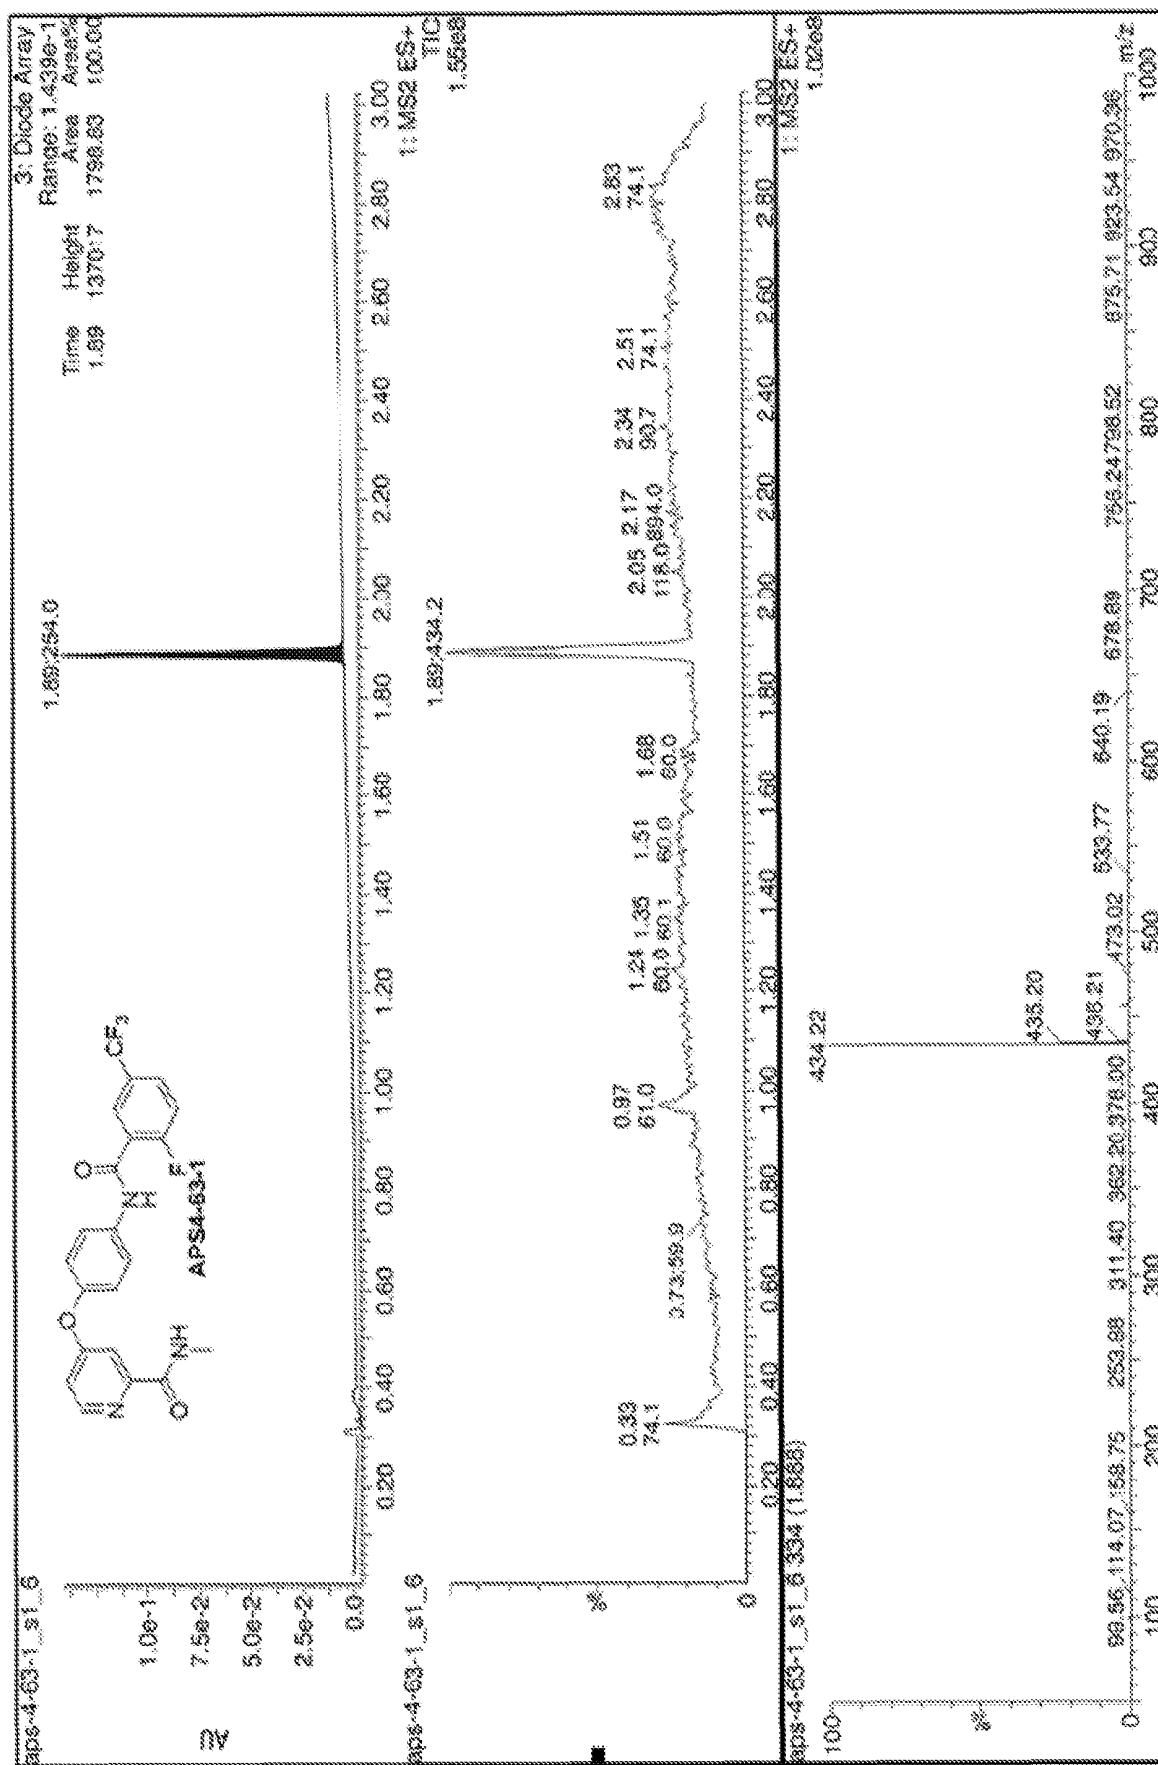 aps-4-63-1_s1_6
3: Diode Array
Range: 1.439e-1
Time Height Area Area%
1.89 137017 1798.83 100.00
1.89;254.0
AU
1.0e-1
7.5e-2
5.0e-2
2.5e-2
0.0
O
N
O
NH
O
N
H
F
CF3
APS4-63-1
0.20 0.40 0.60 0.80 1.00 1.20 1.40 1.60 1.80 2.00 2.20 2.40 2.60 2.80 3.00
aps-4-63-1_s1_6
1: MS2 ES+
TIC
1.55e8
1.89;434.2
%
0
0.33
74.1
0.73;59.9
0.97
61.0
1.24
60.0
1.35
60.1
1.51
60.0
1.68
60.0
2.05
118.0
2.17
894.0
2.34
90.7
2.51
74.1
2.83
74.1
0.20 0.40 0.60 0.80 1.00 1.20 1.40 1.60 1.80 2.00 2.20 2.40 2.60 2.80 3.00
aps-4-63-1_s1_6 334 (1.888)
1: MS2 ES+
1.02e8
100
%
0
434.22
435.20
436.21
114.07 158.75 253.88 311.40 362.20 378.00 473.02 533.77 640.19 678.89 756.24 798.52 875.71 923.54 970.36
100 200 300 400 500 600 700 800 900 1000
m/z